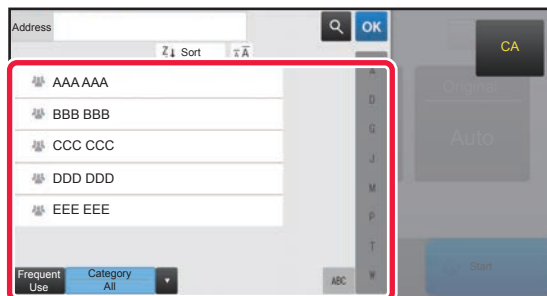 Address
OK
CA
Z↓ Sort
A
AAA AAA
BBB BBB
CCC CCC
DDD DDD
EEE EEE
A
D
G
J
M
P
T
W
Original
Auto
Frequent
Use
Category
All
▼
ABC
Start